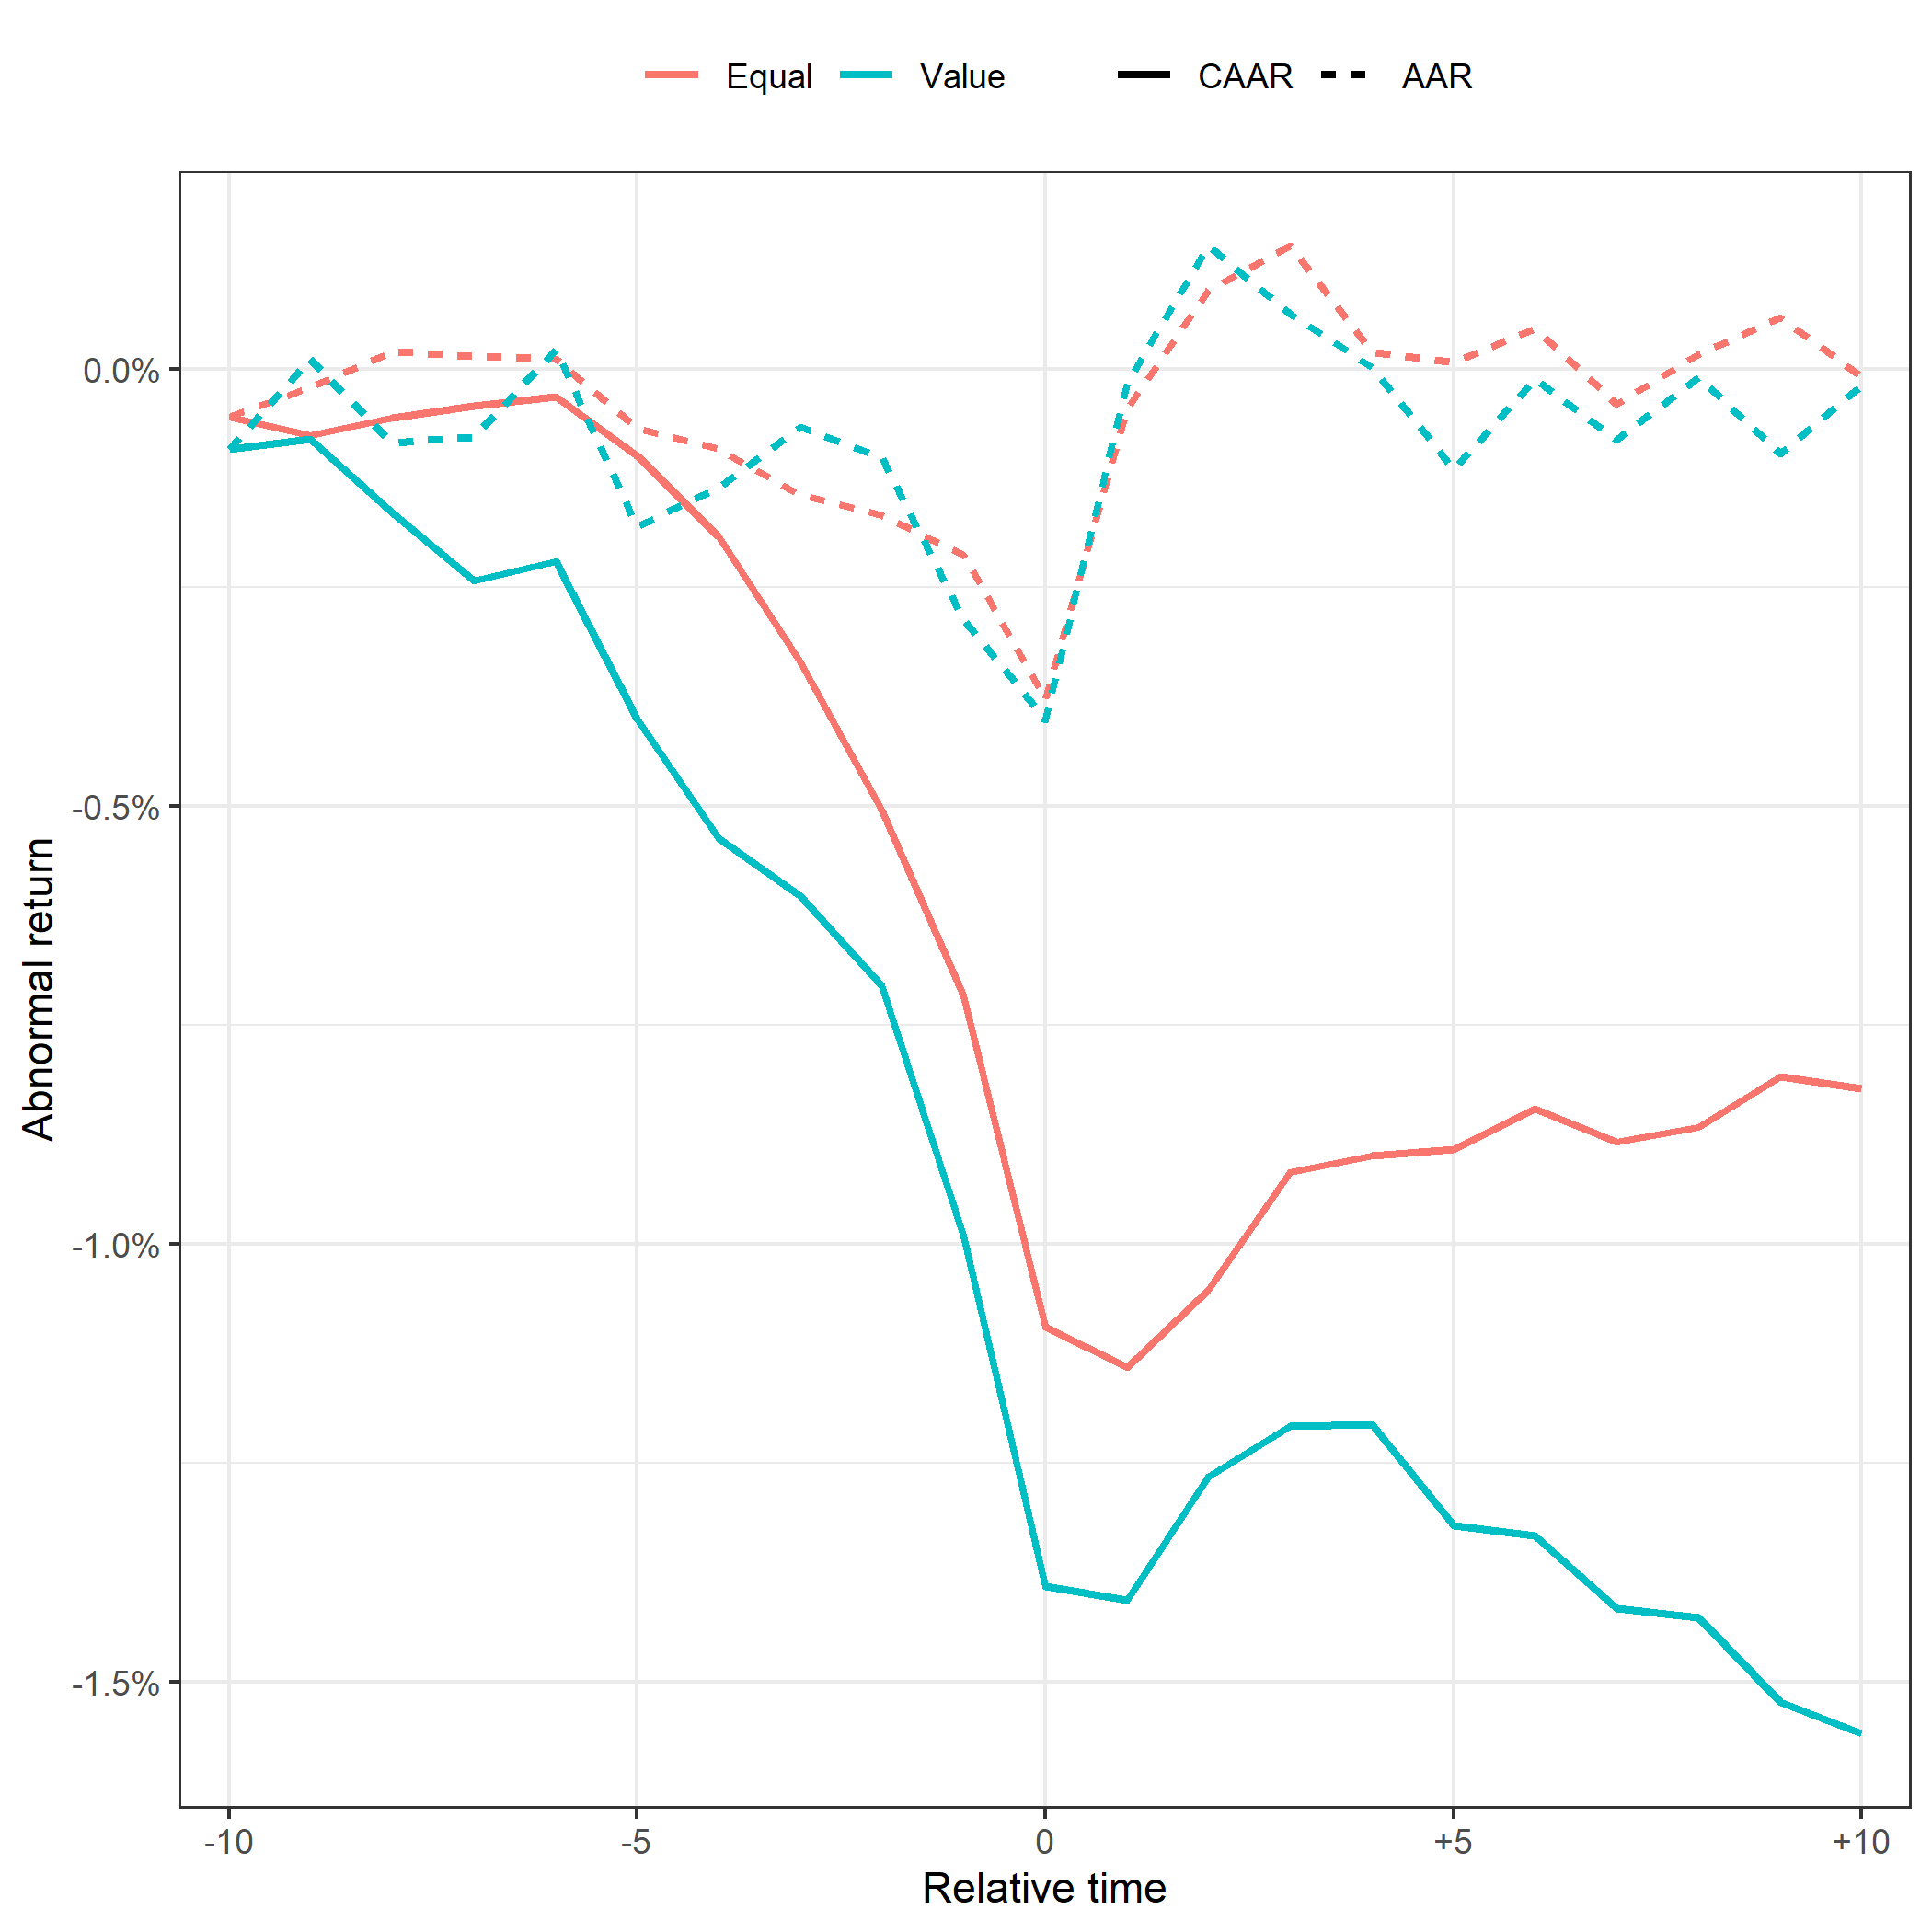 Equal Value CAAR AAR
0.0%
-0.5%
-1.0%
-1.5%
Abnormal return
-10 -5 0 +5 +10
Relative time